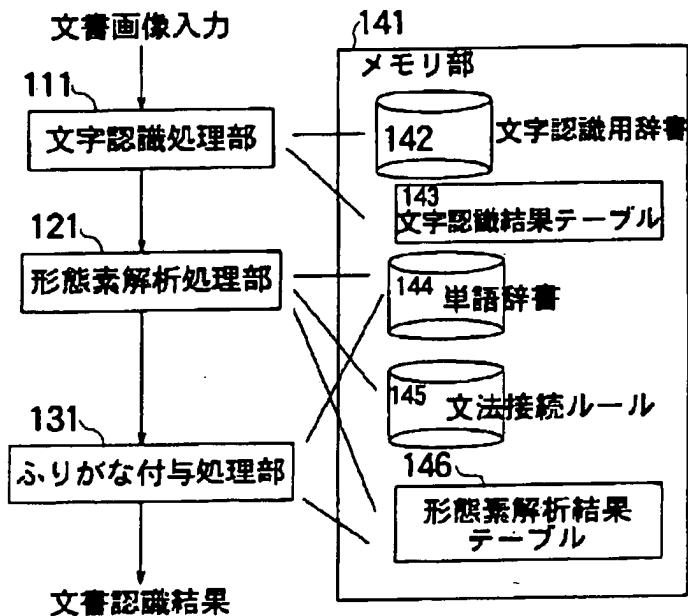 文書画像入力
141
メモリ部
111
文字認識処理部
142
文字認識用辞書
143
文字認識結果テーブル
121
形態素解析処理部
144
単語辞書
145
文法接続ルール
131
ふりがな付与処理部
146
形態素解析結果
テーブル
文書認識結果